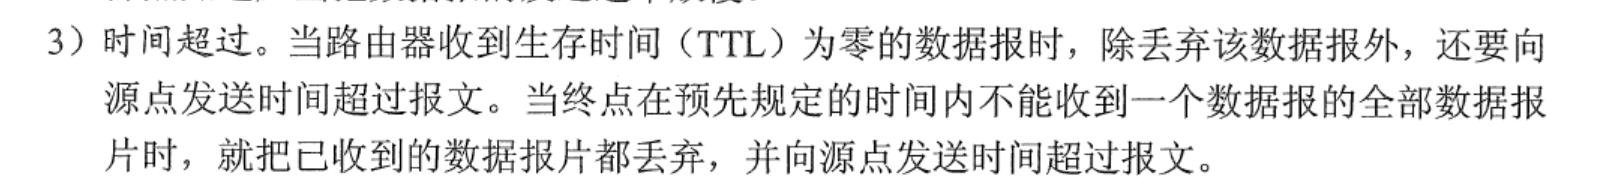 3）时间超过。当路由器收到生存时间（TTL）为零的数据报时，除丢弃该数据报外，还要向
源点发送时间超过报文。当终点在预先规定的时间内不能收到一个数据报的全部数据报
片时，就把已收到的数据报片都丢弃，并向源点发送时间超过报文。